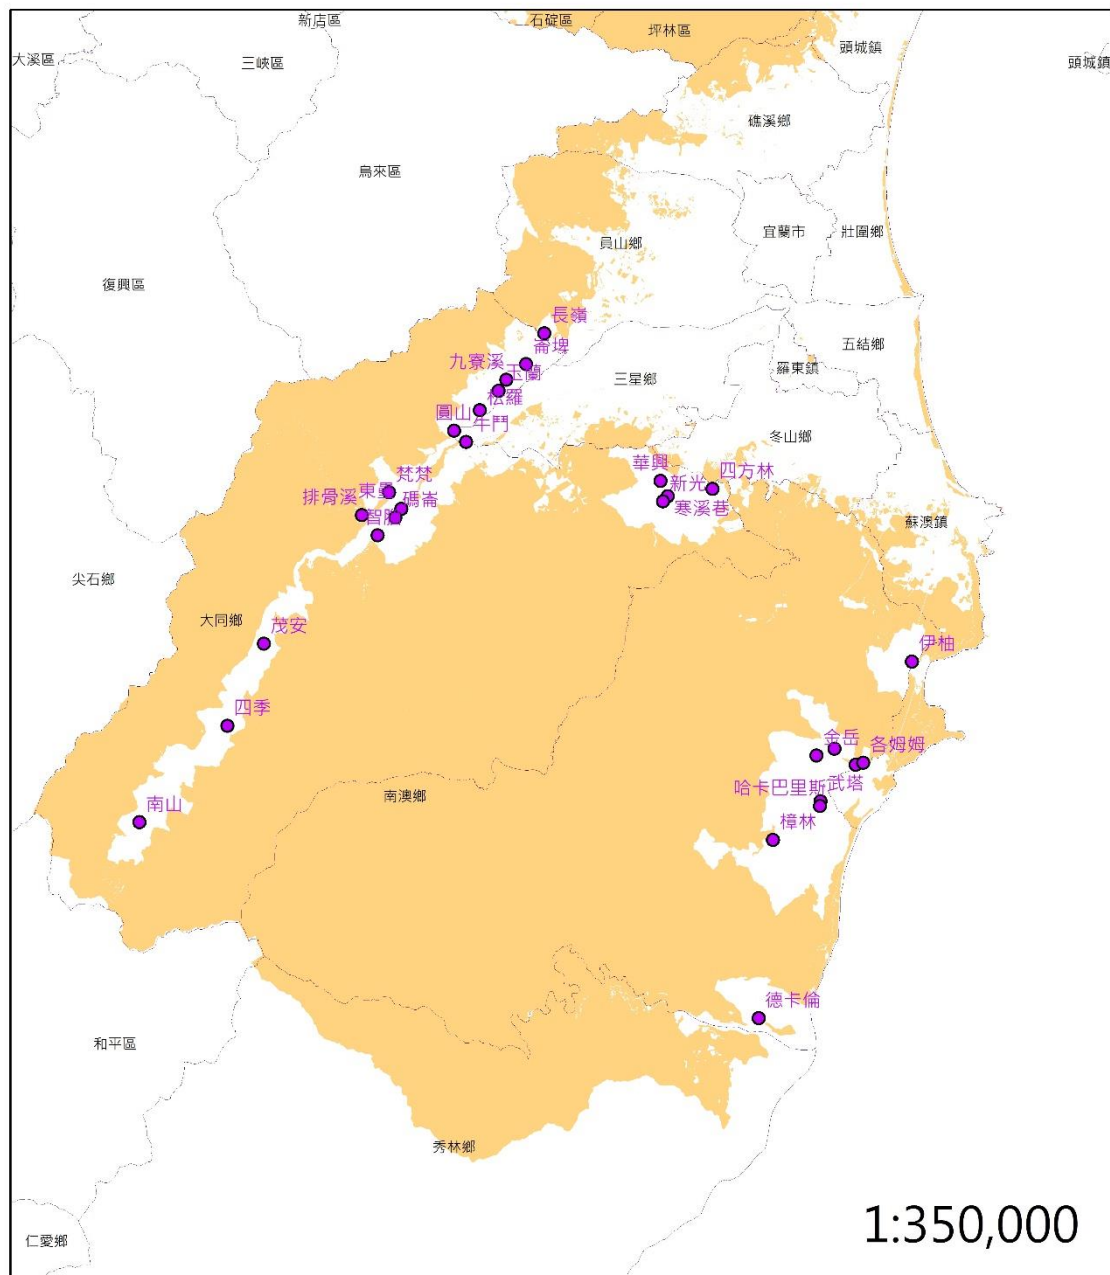 新店區
石碇區
坪林區
大溪區
三峽區
頭城鎮
頭城鎮
礁溪鄉
烏來區
宜蘭市
壯圍鄉
員山鄉
復興區
長嶺
崙埤
五結鄉
九寮溪
玉蘭
羅東鎮
三星鄉
松羅
圓山
牛鬥
冬山鄉
華興
四方林
梵梵
東壘
新光
排骨溪
碼崙
寒溪巷
智腦
蘇澳鎮
尖石鄉
大同鄉
茂安
伊柚
四季
金岳
各姆姆
哈卡巴里斯
武塔
南澳鄉
南山
樟林
德卡倫
和平區
秀林鄉
1:350,000
仁愛鄉